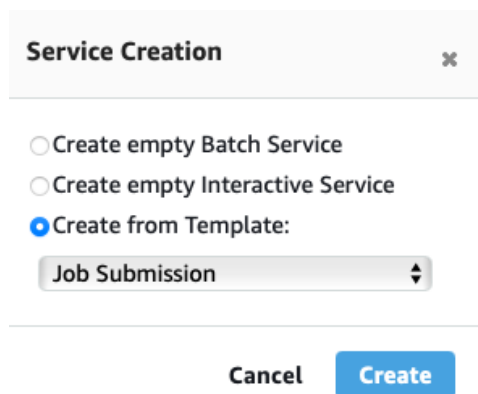 Service Creation
Create empty Batch Service
Create empty Interactive Service
Create from Template:
Job Submission
Cancel Create